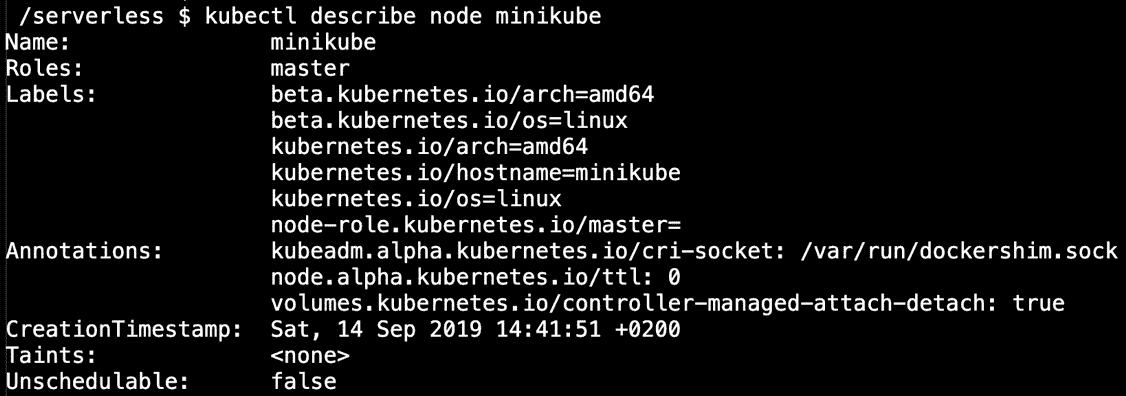 /serverless $ kubectl describe node minikube
Name:               minikube
Roles:              master
Labels:             beta.kubernetes.io/arch=amd64
                    beta.kubernetes.io/os=linux
                    kubernetes.io/arch=amd64
                    kubernetes.io/hostname=minikube
                    kubernetes.io/os=linux
                    node-role.kubernetes.io/master=
Annotations:        kubeadm.alpha.kubernetes.io/cri-socket: /var/run/dockershim.sock
                    node.alpha.kubernetes.io/ttl: 0
                    volumes.kubernetes.io/controller-managed-attach-detach: true
CreationTimestamp:  Sat, 14 Sep 2019 14:41:51 +0200
Taints:             <none>
Unschedulable:      false